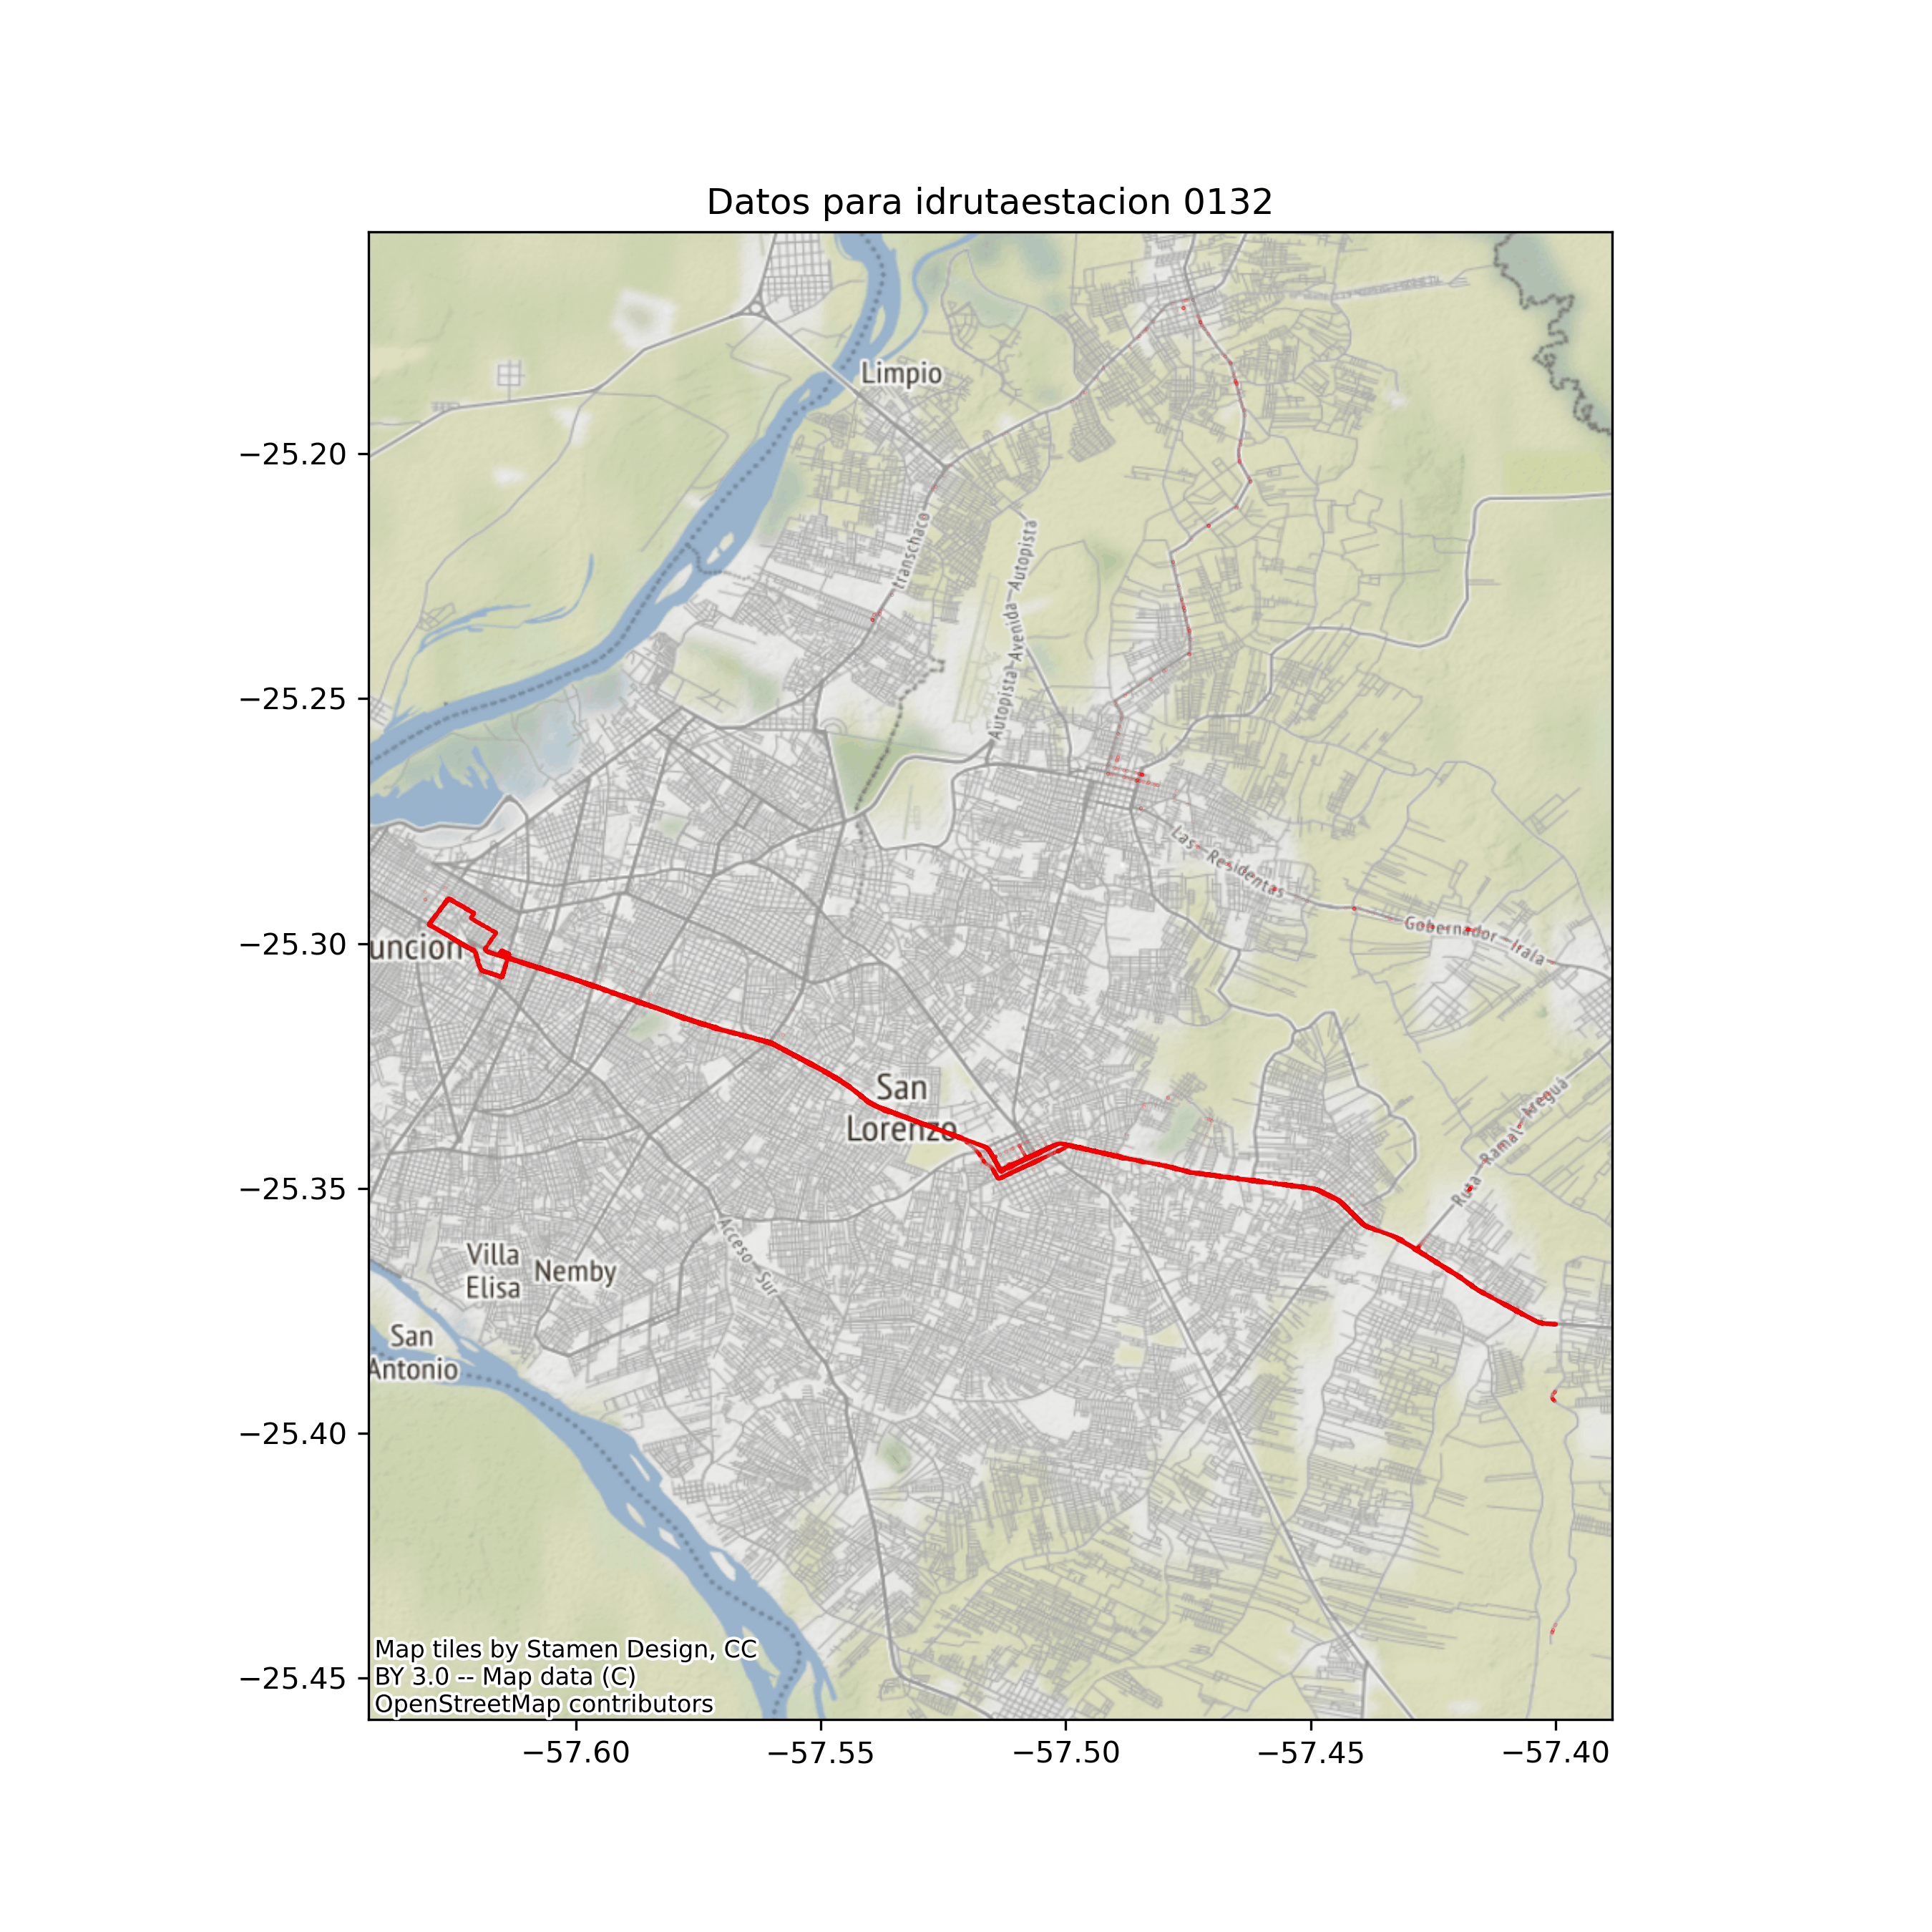 Datos para idrutaestacion 0132
Limpio
−25.20
transchaco
Autopista Avenida Autopista
−25.25
Las Residentas
Gobernador Irala
−25.30
uncion
San
Lorenzo
Ruta Ramal Areguá
−25.35
Acceso Sur
Villa
Elisa
Nemby
San
Antonio
−25.40
Map tiles by Stamen Design, CC
BY 3.0 -- Map data (C)
OpenStreetMap contributors
−25.45
−57.60
−57.55
−57.50
−57.45
−57.40